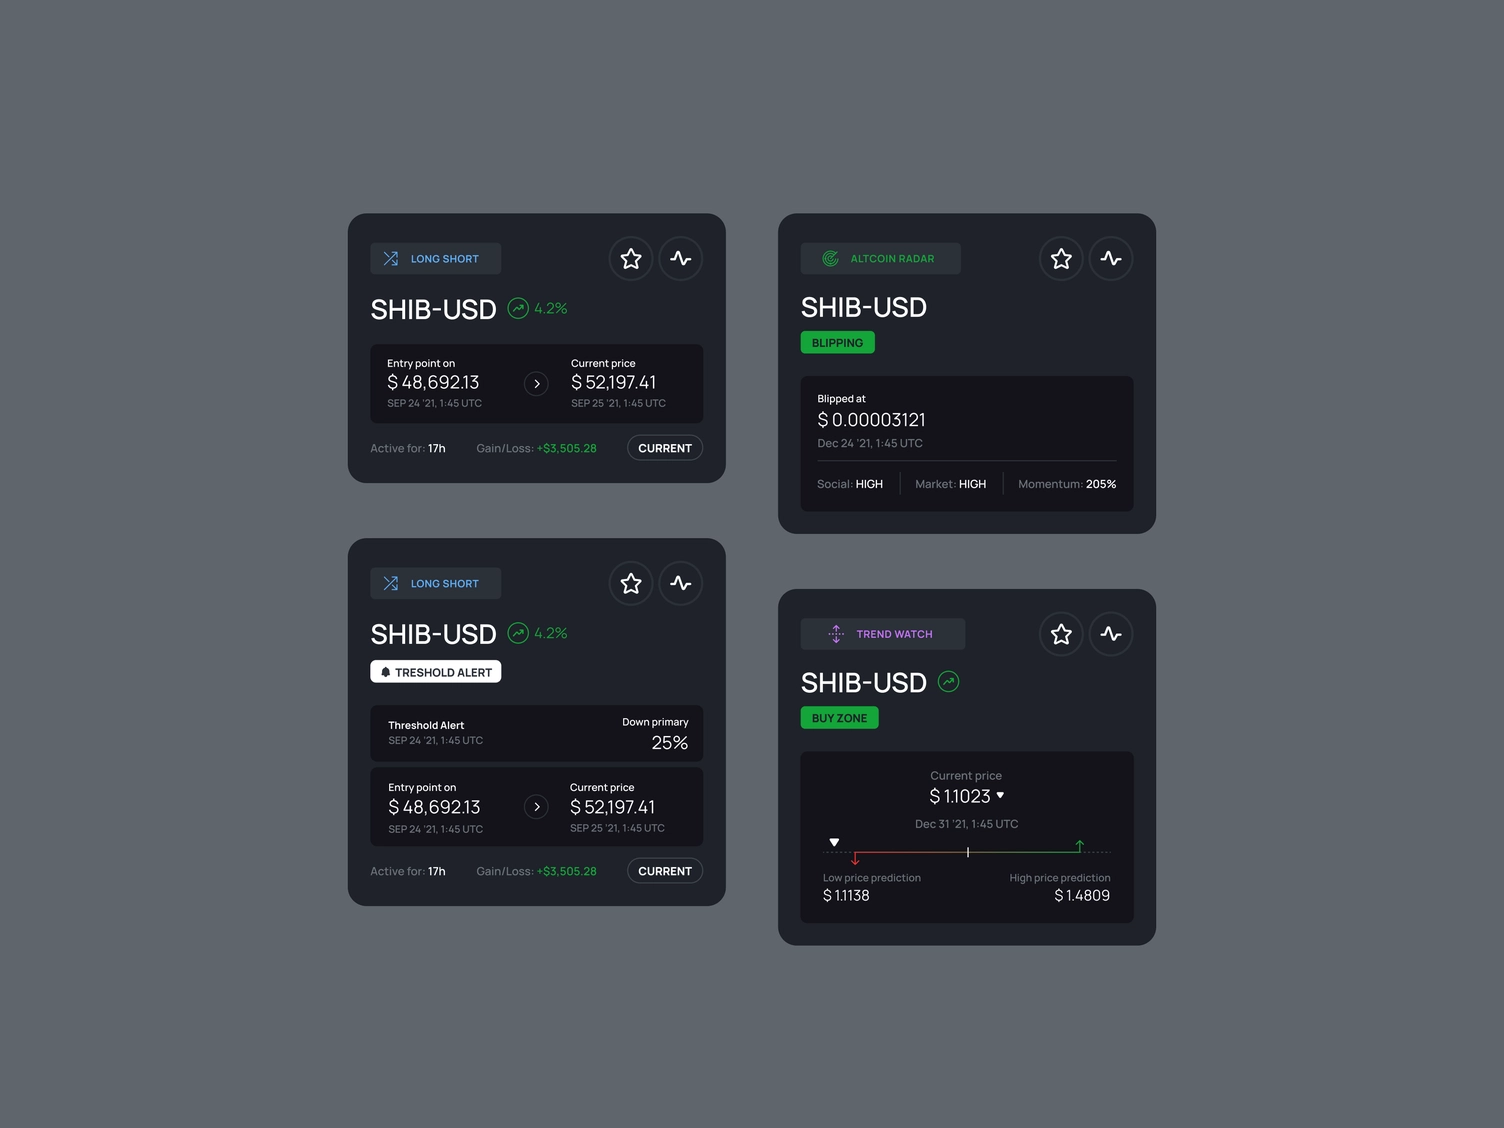 LONG SHORT
SHIB-USD 4.2%
Entry point on
$ 48,692.13
SEP 24 '21, 1:45 UTC
Current price
$ 52,197.41
SEP 25 '21, 1:45 UTC
Active for: 17h Gain/Loss: +$3,505.28 CURRENT
LONG SHORT
SHIB-USD 4.2%
TRESHOLD ALERT
Threshold Alert
SEP 24 '21, 1:45 UTC
Down primary
25%
Entry point on
$ 48,692.13
SEP 24 '21, 1:45 UTC
Current price
$ 52,197.41
SEP 25 '21, 1:45 UTC
Active for: 17h Gain/Loss: +$3,505.28 CURRENT
ALTCOIN RADAR
SHIB-USD
BLIPPING
Blipped at
$ 0.00003121
Dec 24 '21, 1:45 UTC
Social: HIGH Market: HIGH Momentum: 205%
TREND WATCH
SHIB-USD
BUY ZONE
Current price
$ 1.1023
Dec 31 '21, 1:45 UTC
Low price prediction
$ 1.1138
High price prediction
$ 1.4809